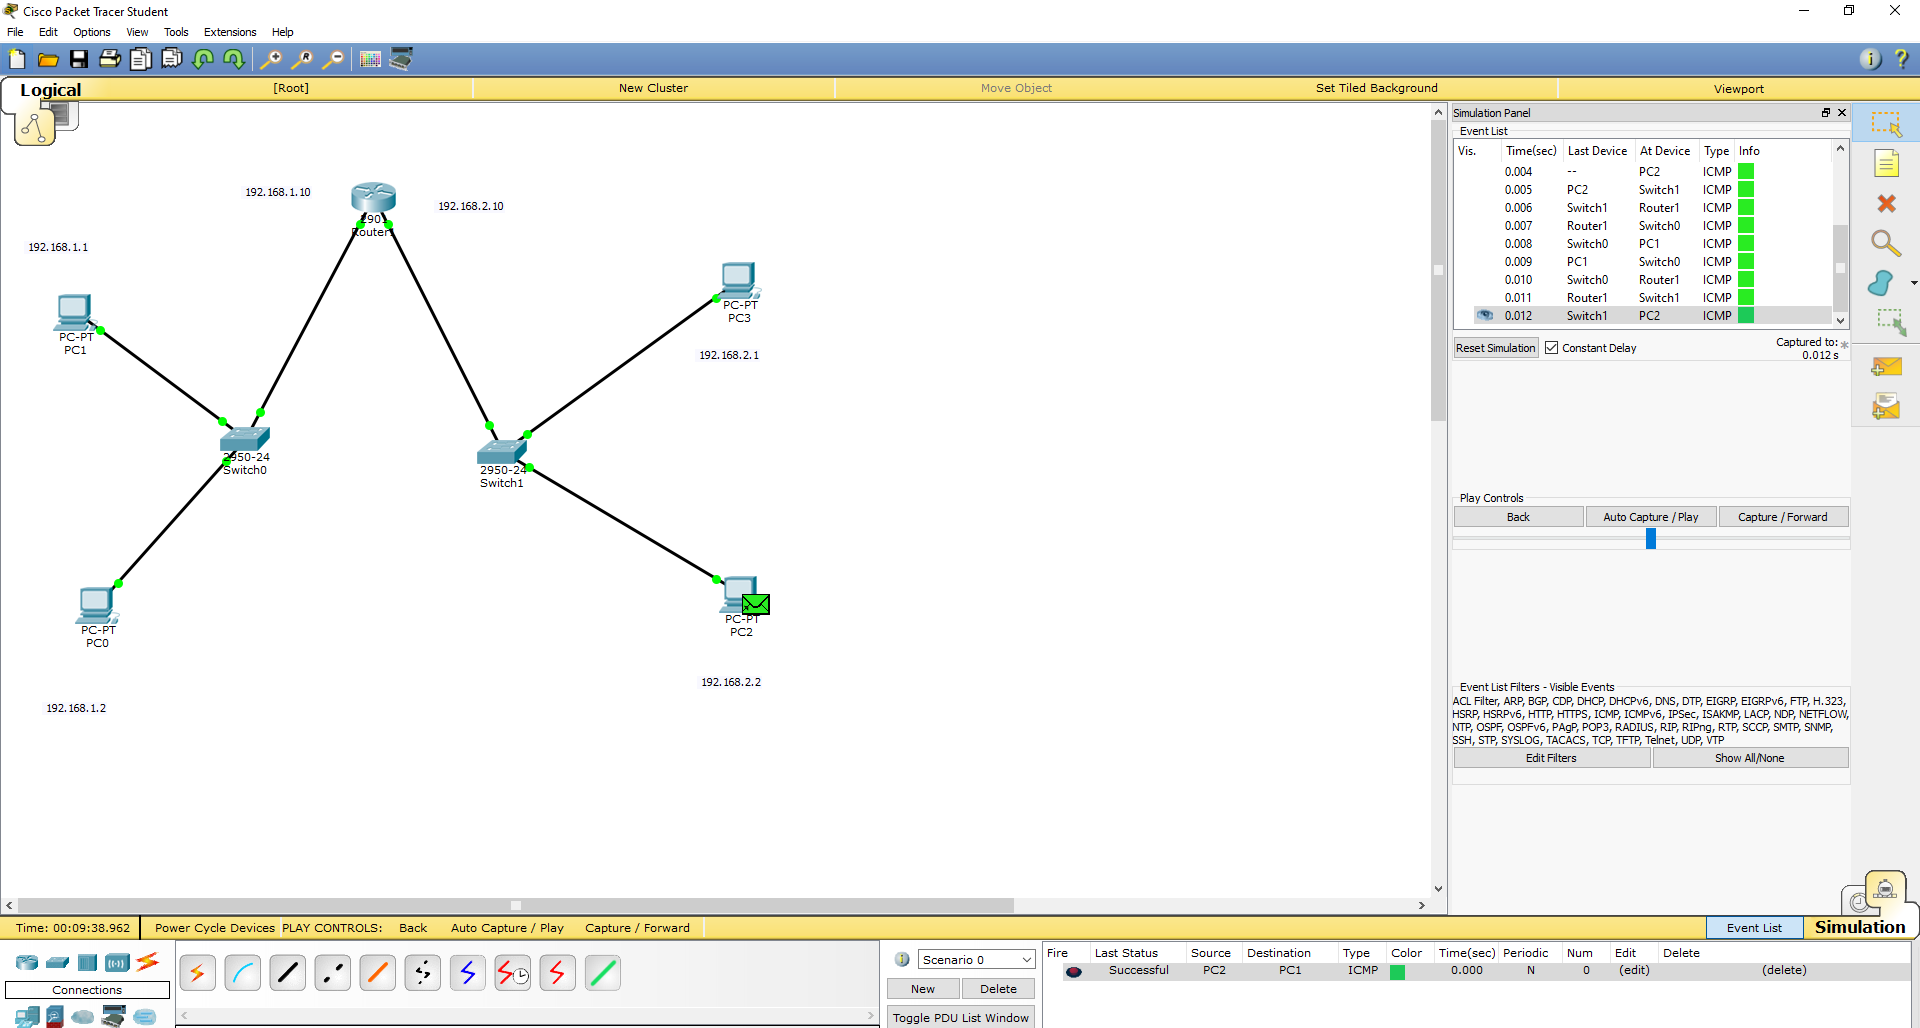 Cisco Packet Tracer Student
File Edit Options View Tools Extensions Help
Logical [Root] New Cluster Move Object Set Tiled Background Viewport
192.168.1.10
2901
Router1
192.168.2.10
192.168.1.1
PC-PT
PC1
PC-PT
PC3
192.168.2.1
2950-24
Switch0
2950-24
Switch1
PC-PT
PC0
192.168.1.2
PC-PT
PC2
192.168.2.2
Simulation Panel
Event List
Vis. Time(sec) Last Device At Device Type Info
0.004 -- PC2 ICMP
0.005 PC2 Switch1 ICMP
0.006 Switch1 Router1 ICMP
0.007 Router1 Switch0 ICMP
0.008 Switch0 PC1 ICMP
0.009 PC1 Switch0 ICMP
0.010 Switch0 Router1 ICMP
0.011 Router1 Switch1 ICMP
0.012 Switch1 PC2 ICMP
Reset Simulation Constant Delay Captured to: *
0.012 s
Play Controls
Back Auto Capture / Play Capture / Forward
Event List Filters - Visible Events
ACL Filter, ARP, BGP, CDP, DHCP, DHCPv6, DNS, DTP, EIGRP, EIGRPv6, FTP, H.323,
HSRP, HSRPv6, HTTP, HTTPS, ICMP, ICMPv6, IPSec, ISAKMP, LACP, NDP, NETFLOW,
NTP, OSPF, OSPFv6, PAgP, POP3, RADIUS, RIP, RIPng, RTP, SCCP, SMTP, SNMP,
SSH, STP, SYSLOG, TACACS, TCP, TFTP, Telnet, UDP, VTP
Edit Filters Show All/None
Time: 00:09:38.962 Power Cycle Devices PLAY CONTROLS: Back Auto Capture / Play Capture / Forward Event List Simulation
Connections
Scenario 0
New Delete
Toggle PDU List Window
Fire Last Status Source Destination Type Color Time(sec) Periodic Num Edit Delete
Successful PC2 PC1 ICMP 0.000 N 0 (edit) (delete)